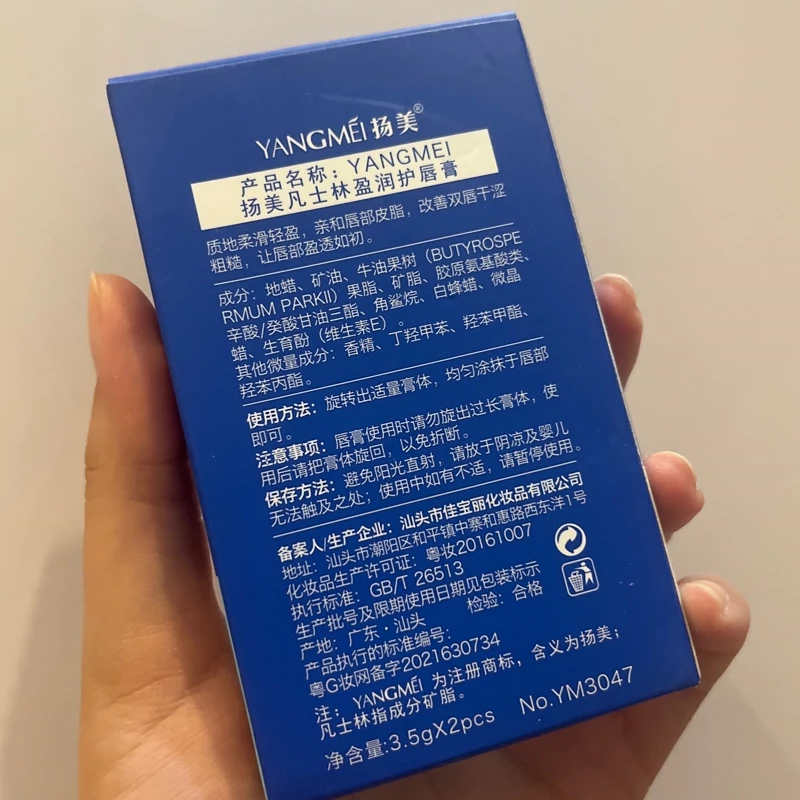 YANGMÉI扬美®
产品名称：YANGMEI
扬美凡士林盈润护唇膏
质地柔滑轻盈，亲和唇部皮脂，改善双唇干涩
粗糙，让唇部盈透如初。
成分：地蜡、矿油、牛油果树（BUTYROSPE
RMUM PARKII）果脂、矿脂、胶原氨基酸类、
辛酸/癸酸甘油三酯、角鲨烷、白蜂蜡、微晶
蜡、生育酚（维生素E）。
其他微量成分：香精、丁羟甲苯、羟苯甲酯、
羟苯丙酯。
使用方法：旋转出适量膏体，均匀涂抹于唇部
即可。
注意事项：唇膏使用时请勿旋出过长膏体，使
用后请把膏体旋回，以免折断。
保存方法：避免阳光直射，请放于阴凉及婴儿
无法触及之处；使用中如有不适，请暂停使用。
备案人/生产企业：汕头市佳宝丽化妆品有限公司
地址：汕头市潮阳区和平镇中寨和惠路西东洋1号
化妆品生产许可证：粤妆20161007
执行标准：GB/T 26513
生产批号及限期使用日期见包装标示
产地：广东·汕头 检验：合格
产品执行的标准编号：
粤G妆网备字2021630734
注：YANGMÉI 为注册商标，含义为扬美；
凡士林指成分矿脂。
净含量:3.5gX2pcs No.YM3047